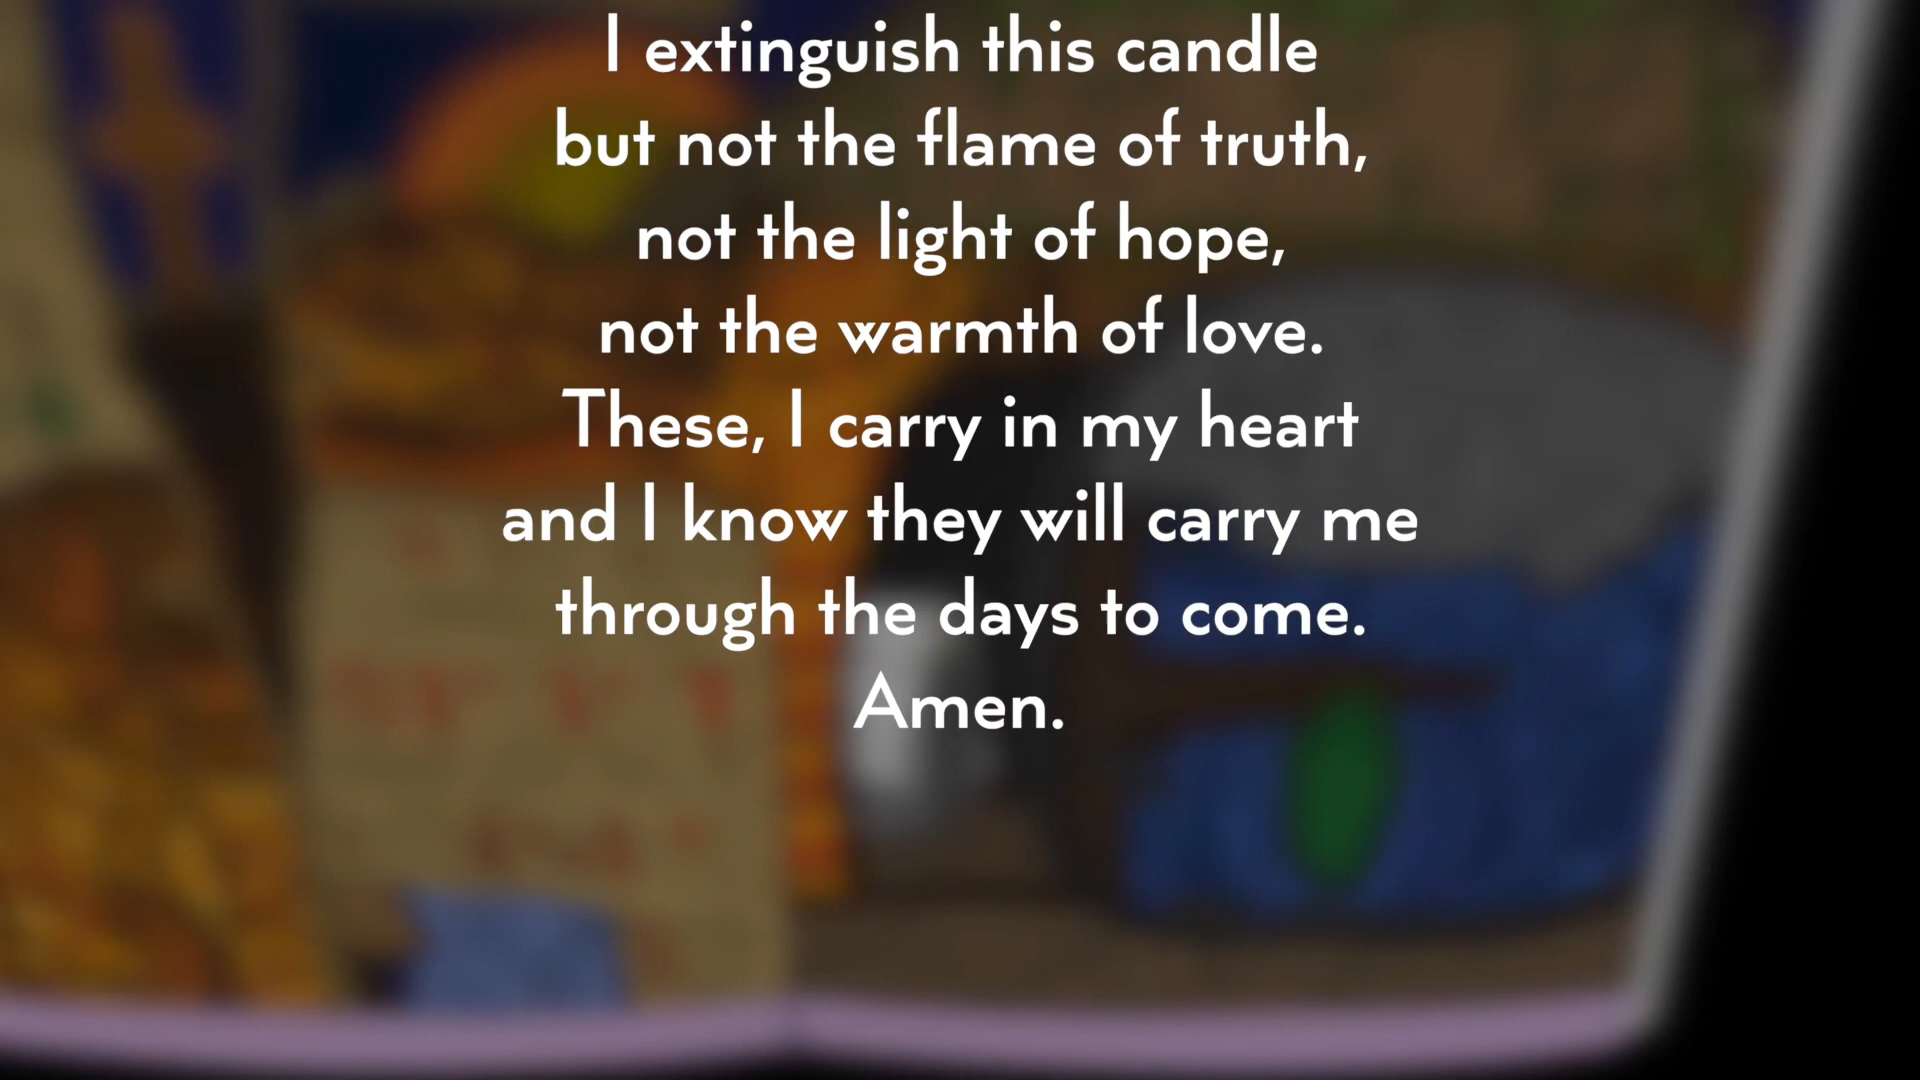 I extinguish this candle
but not the flame of truth,
not the light of hope,
not the warmth of love.
These, I carry in my heart
and I know they will carry me
through the days to come.
Amen.